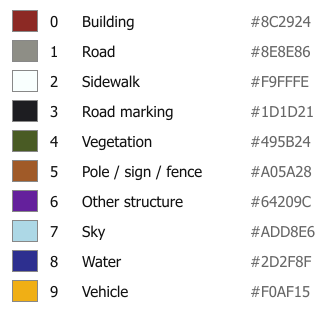 0 Building #8C2924
1 Road #8E8E86
2 Sidewalk #F9FFFE
3 Road marking #1D1D21
4 Vegetation #495B24
5 Pole / sign / fence #A05A28
6 Other structure #64209C
7 Sky #ADD8E6
8 Water #2D2F8F
9 Vehicle #F0AF15